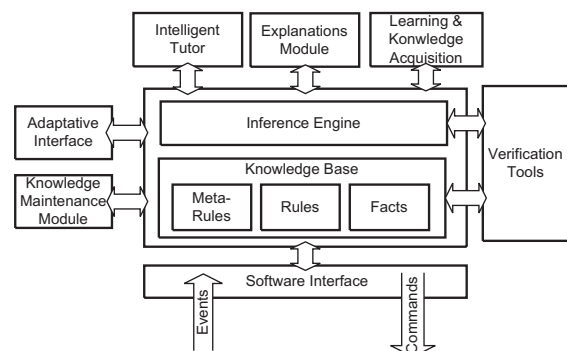 Intelligent
Tutor
Explanations
Module
Learning &
Konwledge
Acquisition
Adaptative
Interface
Inference Engine
Verification
Tools
Knowledge Base
Knowledge
Maintenance
Module
Meta-
Rules
Rules
Facts
Software Interface
Events
Commands